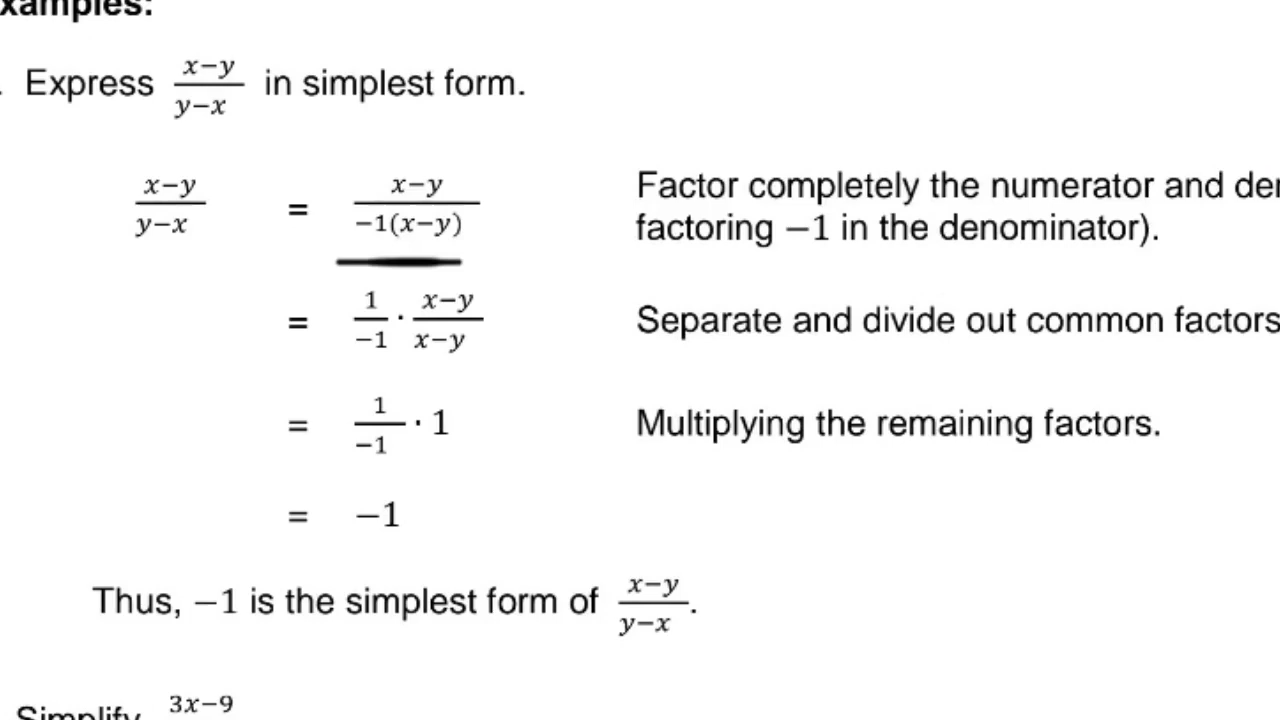 xamples:
. Express x−y/y−x in simplest form.
x−y/y−x = x−y/−1(x−y) Factor completely the numerator and
factoring −1 in the denominator).
= 1/−1 · x−y/x−y Separate and divide out common factors
= 1/−1 · 1 Multiplying the remaining factors.
= −1
Thus, −1 is the simplest form of x−y/y−x.
Simplify 3x−9